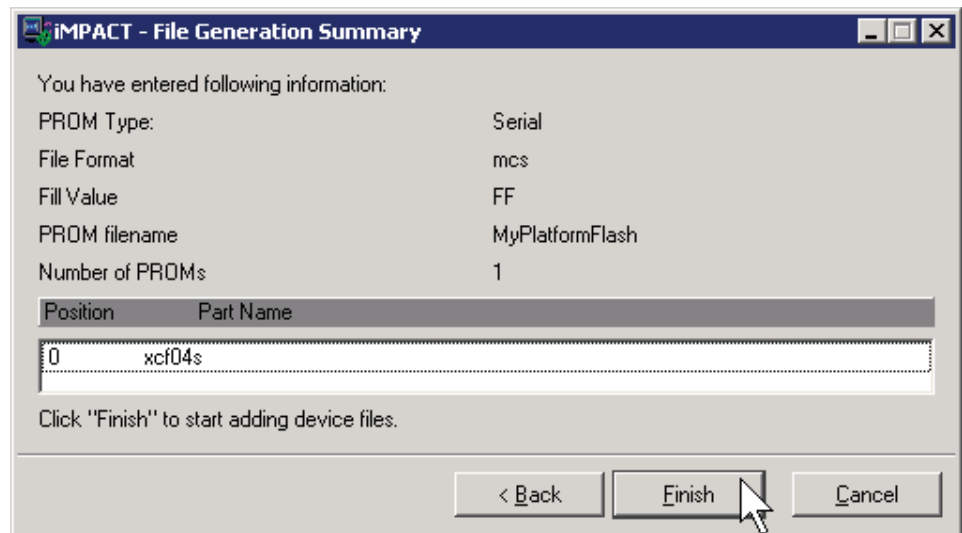 iMPACT - File Generation Summary
You have entered following information:
PROM Type: Serial
File Format mcs
Fill Value FF
PROM filename MyPlatformFlash
Number of PROMs 1
Position Part Name
0 xcf04s
Click "Finish" to start adding device files.
< Back Finish Cancel